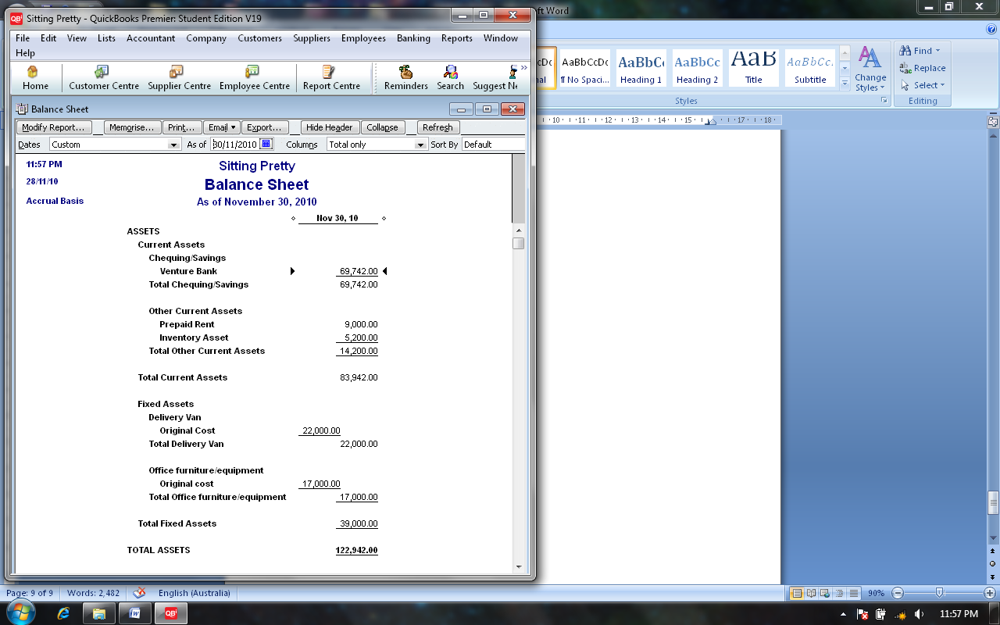 Sitting Pretty - QuickBooks Premier: Student Edition V19
ft Word
File Edit View Lists Accountant Company Customers Suppliers Employees Banking Reports Window
Help
Home Customer Centre Supplier Centre Employee Centre Report Centre Reminders Search Suggest Ne
AaBbCcDc AaBbC AaBbCc AaB AaBbCc.
nal ¶ No Spaci... Heading 1 Heading 2 Title Subtitle
Change Styles
Find
Replace
Select
Styles Editing
Balance Sheet
Modify Report... Memorise... Print... Email Export... Hide Header Collapse Refresh
Dates Custom As of 30/11/2010 Columns Total only Sort By Default
10 11 12 13 14 15 17 18
11:57 PM Sitting Pretty
28/11/10 Balance Sheet
Accrual Basis As of November 30, 2010
Nov 30, 10
ASSETS
Current Assets
Chequing/Savings
Venture Bank 69,742.00
Total Chequing/Savings 69,742.00
Other Current Assets
Prepaid Rent 9,000.00
Inventory Asset 5,200.00
Total Other Current Assets 14,200.00
Total Current Assets 83,942.00
Fixed Assets
Delivery Van
Original Cost 22,000.00
Total Delivery Van 22,000.00
Office furniture/equipment
Original cost 17,000.00
Total Office furniture/equipment 17,000.00
Total Fixed Assets 39,000.00
TOTAL ASSETS 122,942.00
Page: 9 of 9 Words: 2,482 English (Australia) 90%
11:57 PM